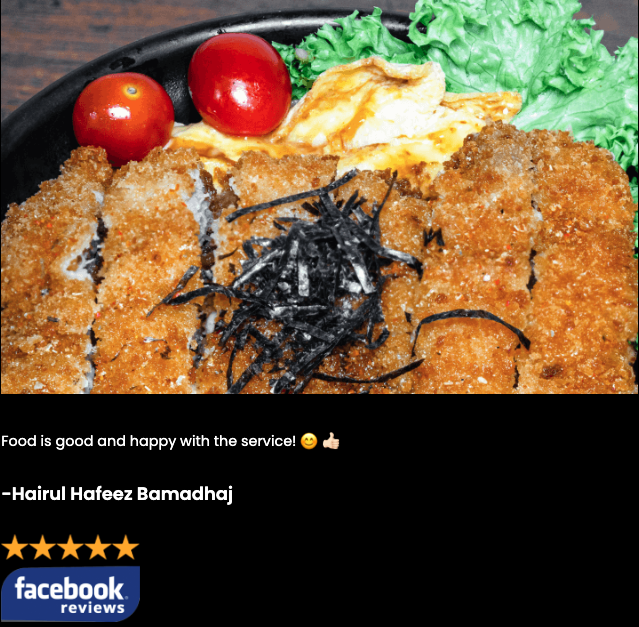 Food is good and happy with the service! 😊 👍🏻
-Hairul Hafeez Bamadhaj
facebook
reviews